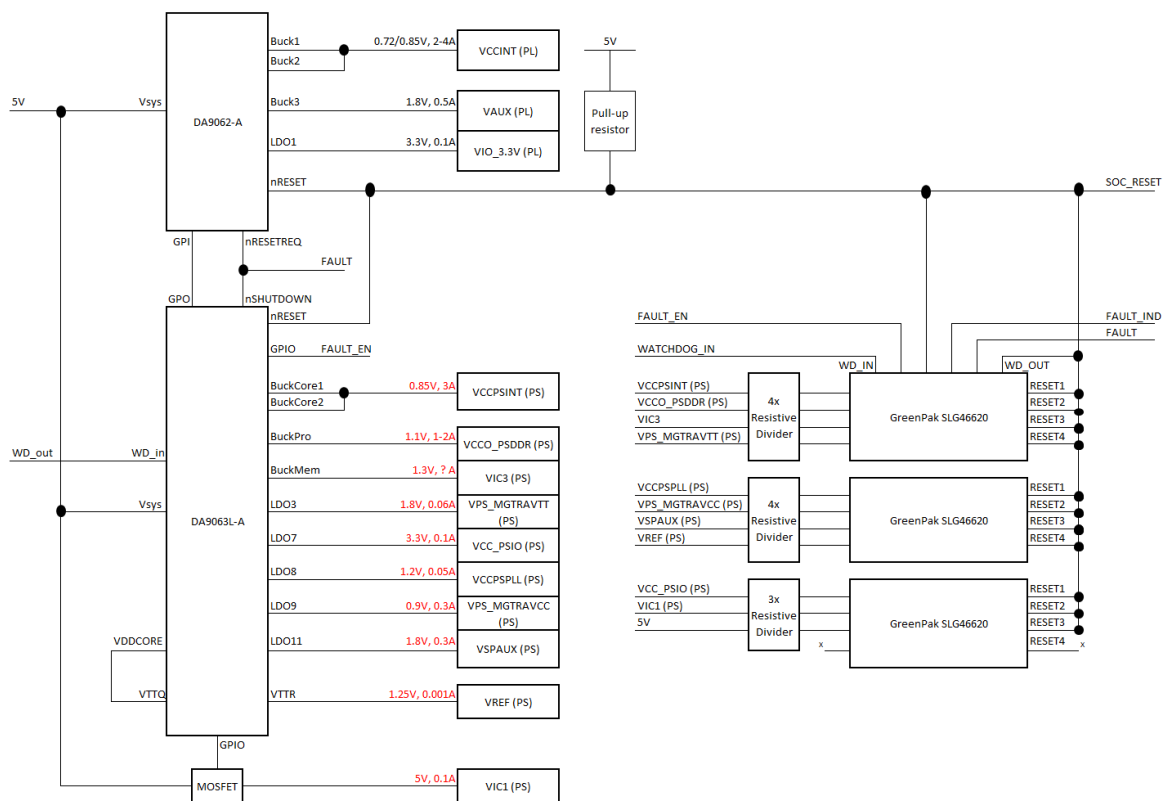 Buck1
0.72/0.85V, 2-4A
VCCINT (PL)
Buck2
5V
5V
Vsys
DA9062-A
Buck3
1.8V, 0.5A
VAUX (PL)
Pull-up
resistor
LDO1
3.3V, 0.1A
VIO_3.3V (PL)
nRESET
SOC_RESET
GPI
nRESETREQ
FAULT
GPO
nSHUTDOWN
nRESET
GPIO
FAULT_EN
BuckCore1
0.85V, 3A
VCCPSINT (PS)
BuckCore2
BuckPro
1.1V, 1-2A
VCCO_PSDDR (PS)
WD_out
WD_in
BuckMem
1.3V, ? A
VIC3 (PS)
Vsys
DA9063L-A
LDO3
1.8V, 0.06A
VPS_MGTRAVTT
(PS)
LDO7
3.3V, 0.1A
VCC_PSIO (PS)
LDO8
1.2V, 0.05A
VCCPSPLL (PS)
LDO9
0.9V, 0.3A
VPS_MGTRAVCC
(PS)
VDDCORE
LDO11
1.8V, 0.3A
VSPAUX (PS)
VTTQ
VTTR
1.25V, 0.001A
VREF (PS)
GPIO
MOSFET
5V, 0.1A
VIC1 (PS)
FAULT_EN
FAULT_IND
FAULT
WATCHDOG_IN
WD_IN
WD_OUT
VCCPSINT (PS)
VCCO_PSDDR (PS)
VIC3
VPS_MGTRAVTT (PS)
4x
Resistive
Divider
GreenPak SLG46620
RESET1
RESET2
RESET3
RESET4
VCCPSPLL (PS)
VPS_MGTRAVCC (PS)
VSPAUX (PS)
VREF (PS)
4x
Resistive
Divider
GreenPak SLG46620
RESET1
RESET2
RESET3
RESET4
VCC_PSIO (PS)
VIC1 (PS)
5V
x
3x
Resistive
Divider
GreenPak SLG46620
RESET1
RESET2
RESET3
RESET4
x